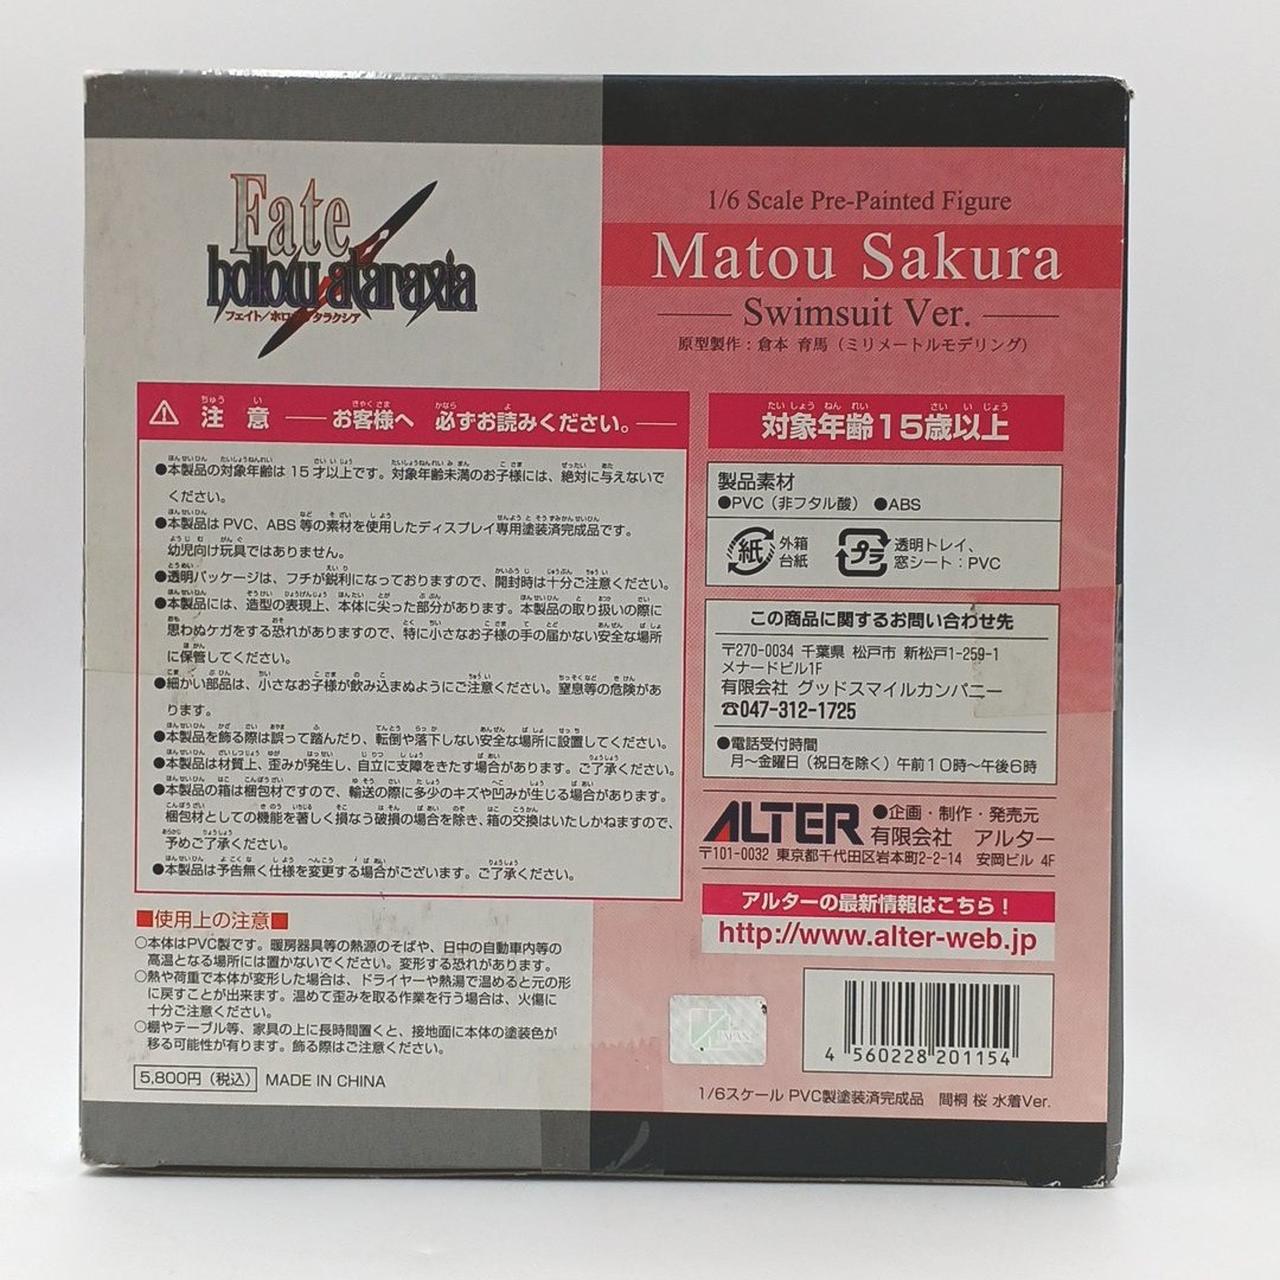 Fate
hollow ataraxia
フェイト/ホロウ アタラクシア
1/6 Scale Pre-Painted Figure
Matou Sakura
Swimsuit Ver.
原型製作：倉本 育馬（ミリメートルモデリング）
注 意 ── お客様へ 必ずお読みください。──
●本製品の対象年齢は15才以上です。対象年齢未満のお子様には、絶対に与えないで
ください。
●本製品はPVC、ABS等の素材を使用したディスプレイ専用塗装済完成品です。
幼児向け玩具ではありません。
●透明パッケージは、フチが鋭利になっておりますので、開封時は十分ご注意ください。
●本製品には、造型の表現上、本体に尖った部分があります。本製品の取り扱いの際に
思わぬケガをする恐れがありますので、特に小さなお子様の手の届かない安全な場所
に保管してください。
●細かい部品は、小さなお子様が飲み込まぬようにご注意ください。窒息等の危険があ
ります。
●本製品を飾る際は誤って踏んだり、転倒や落下しない安全な場所に設置してください。
●本製品は材質上、歪みが発生し、自立に支障をきたす場合があります。ご了承ください。
●本製品の箱は梱包材ですので、輸送の際に多少のキズや凹みが生じる場合があります。
梱包材としての機能を著しく損なう破損の場合を除き、箱の交換はいたしかねますので、
予めご了承ください。
●本製品は予告無く仕様を変更する場合がございます。ご了承ください。
■使用上の注意■
○本体はPVC製です。暖房器具等の熱源のそばや、日中の自動車内等の
高温となる場所には置かないでください。変形する恐れがあります。
○熱や荷重で本体が変形した場合は、ドライヤーや熱湯で温めると元の形
に戻すことが出来ます。温めて歪みを取る作業を行う場合は、火傷に
十分ご注意ください。
○棚やテーブル等、家具の上に長時間置くと、接地面に本体の塗装色が
移る可能性が有ります。飾る際はご注意ください。
5,800円（税込） MADE IN CHINA
対象年齢15歳以上
製品素材
●PVC（非フタル酸） ●ABS
紙 外箱
台紙
プラ 透明トレイ、
窓シート：PVC
この商品に関するお問い合わせ先
〒270-0034 千葉県 松戸市 新松戸1-259-1
メナードビル1F
有限会社 グッドスマイルカンパニー
☎047-312-1725
●電話受付時間
月～金曜日（祝日を除く）午前10時～午後6時
ALTER ●企画・制作・発売元
有限会社 アルター
〒101-0032 東京都千代田区岩本町2-2-14 安岡ビル 4F
アルターの最新情報はこちら！
http://www.alter-web.jp
JAPAN
4 560228 201154
1/6スケール PVC製塗装済完成品 間桐 桜 水着Ver.